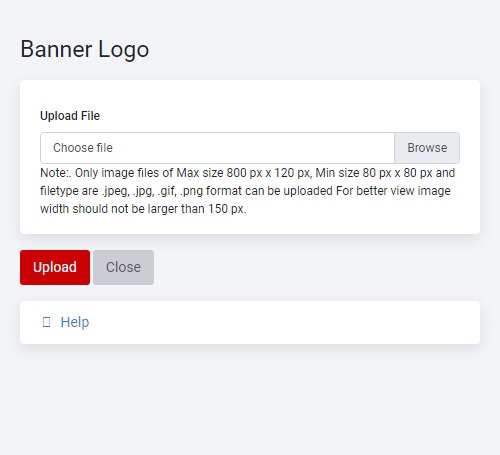 Banner Logo
Upload File
Choose file
Browse
Note:. Only image files of Max size 800 px x 120 px, Min size 80 px x 80 px and
filetype are .jpeg, .jpg, .gif, .png format can be uploaded For better view image
width should not be larger than 150 px.
Upload
Close
Help